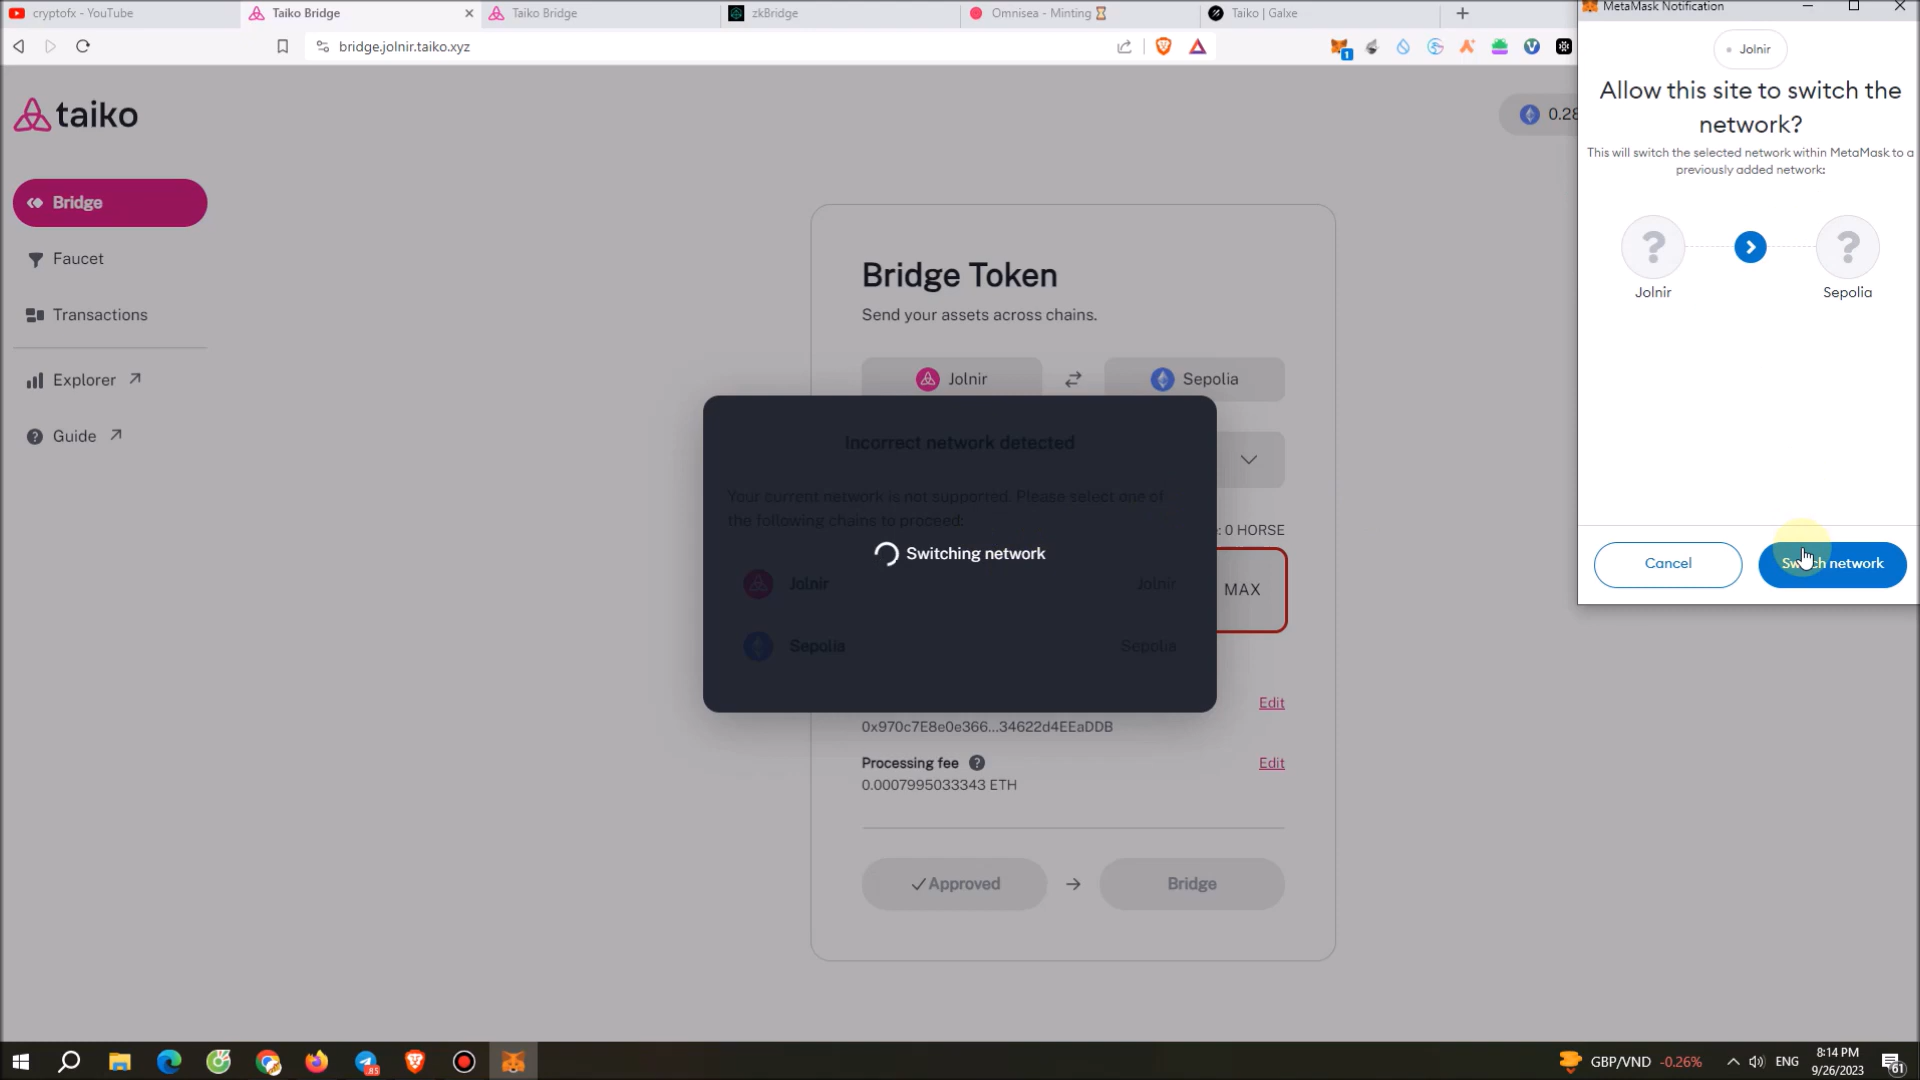 cryptofx - YouTube
Taiko Bridge
Taiko Bridge
zkBridge
Omnisea - Minting
Taiko | Galxe
bridge.jolnir.taiko.xyz
1
taiko
0.28
Bridge
Faucet
Transactions
Explorer
Guide
Bridge Token
Send your assets across chains.
Jolnir
Sepolia
: 0 HORSE
MAX
Incorrect network detected
Your current network is not supported. Please select one of
the following chains to proceed:
Switching network
Jolnir
Jolnir
Sepolia
Sepolia
Edit
0x970c7E8e0e366...34622d4EEaDDB
Processing fee ?
Edit
0.0007995033343 ETH
Approved
Bridge
MetaMask Notification
Jolnir
Allow this site to switch the
network?
This will switch the selected network within MetaMask to a
previously added network:
? ?
Jolnir
Sepolia
Cancel
Switch network
85
GBP/VND -0.26%
ENG
8:14 PM
9/26/2023
61